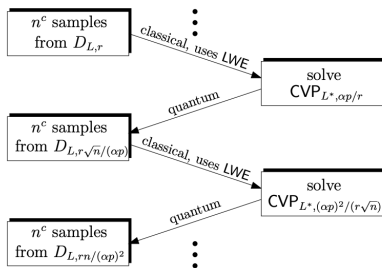 n^c samples
from D_{L,r}
classical, uses LWE
solve
CVP_{L*,αp/r}
quantum
n^c samples
from D_{L,r√n/(αp)}
classical, uses LWE
solve
CVP_{L*,(αp)^2/(r√n)}
quantum
n^c samples
from D_{L,rn/(αp)^2}